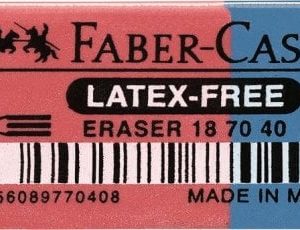 FABER-CAS
LATEX-FREE
ERASER 18 70 40
56089770408 MADE IN M